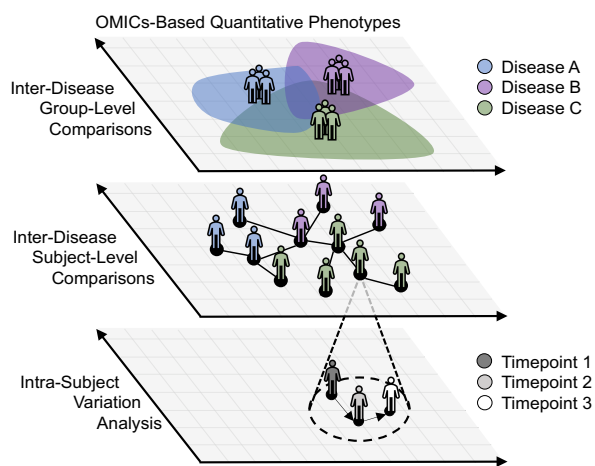 OMICs-Based Quantitative Phenotypes
Inter-Disease
Group-Level
Comparisons
Disease A
Disease B
Disease C
Inter-Disease
Subject-Level
Comparisons
Intra-Subject
Variation
Analysis
Timepoint 1
Timepoint 2
Timepoint 3